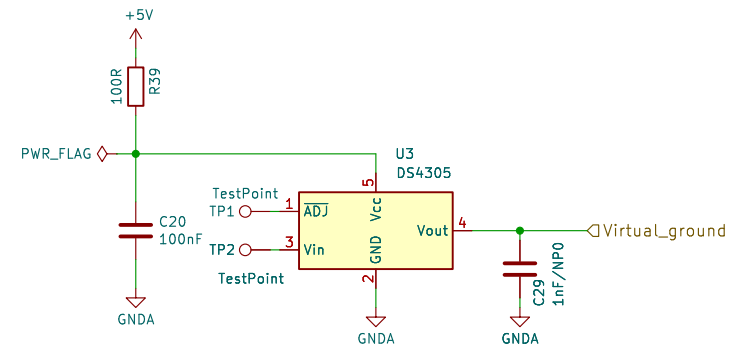 +5V
100R
R39
PWR_FLAG
U3
DS4305
5
TestPoint
TP1
1
ADJ
Vcc
C20
100nF
Vout
4
Virtual_ground
TP2
3
Vin
GND
TestPoint
2
C29
1nF/NP0
GNDA
GNDA
GNDA